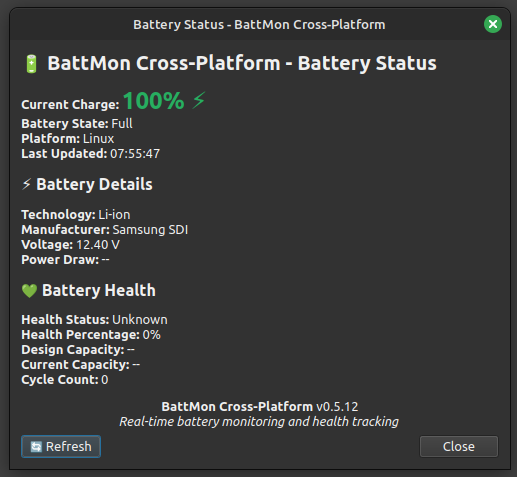 Battery Status - BattMon Cross-Platform
🔋 BattMon Cross-Platform - Battery Status
Current Charge: 100% ⚡
Battery State: Full
Platform: Linux
Last Updated: 07:55:47
⚡ Battery Details
Technology: Li-ion
Manufacturer: Samsung SDI
Voltage: 12.40 V
Power Draw: --
💚 Battery Health
Health Status: Unknown
Health Percentage: 0%
Design Capacity: --
Current Capacity: --
Cycle Count: 0
BattMon Cross-Platform v0.5.12
Real-time battery monitoring and health tracking
🔄 Refresh
Close